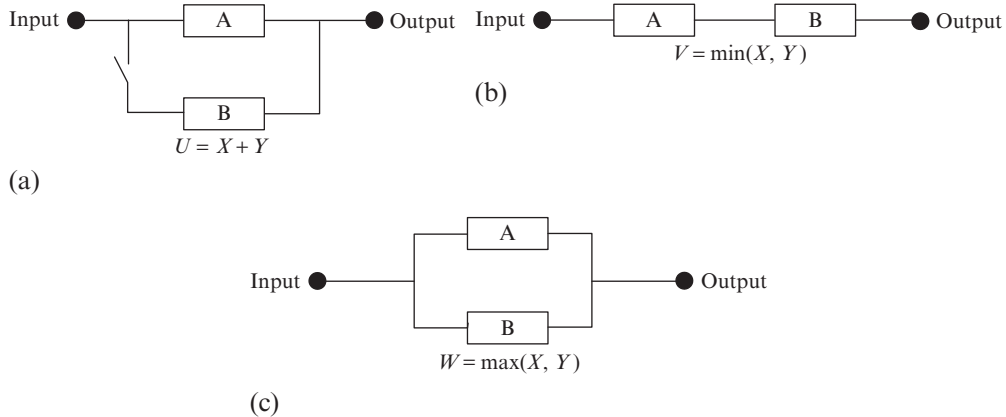 Input A Output
B
U = X + Y
(a)
Input A B Output
V = min(X, Y)
(b)
A
Input Output
B
W = max(X, Y)
(c)